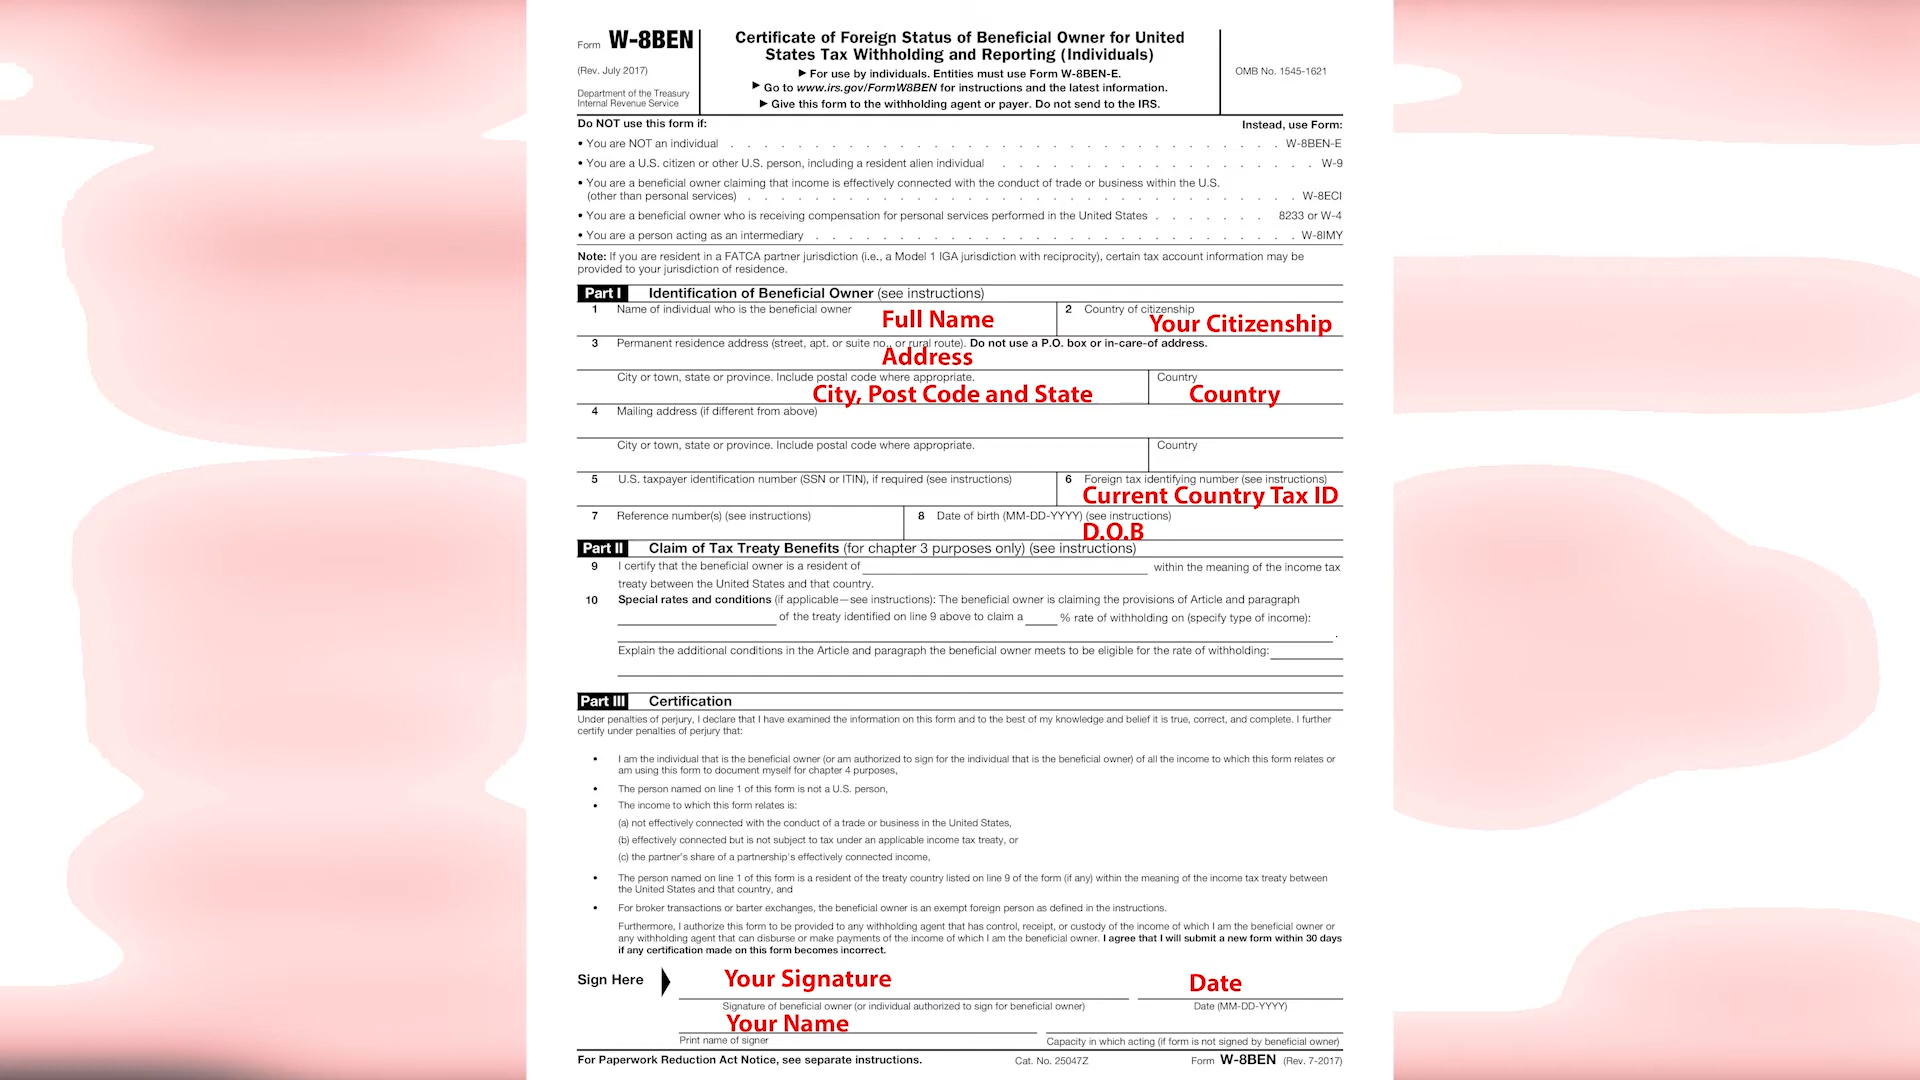 Form W-8BEN
(Rev. July 2017)
Department of the Treasury
Internal Revenue Service
Certificate of Foreign Status of Beneficial Owner for United
States Tax Withholding and Reporting (Individuals)
▶ For use by individuals. Entities must use Form W-8BEN-E.
▶ Go to www.irs.gov/FormW8BEN for instructions and the latest information.
▶ Give this form to the withholding agent or payer. Do not send to the IRS.
OMB No. 1545-1621
Do NOT use this form if: Instead, use Form:
• You are NOT an individual . . . . . W-8BEN-E
• You are a U.S. citizen or other U.S. person, including a resident alien individual . . . . . W-9
• You are a beneficial owner claiming that income is effectively connected with the conduct of trade or business within the U.S.
(other than personal services) . . . . . W-8ECI
• You are a beneficial owner who is receiving compensation for personal services performed in the United States . . . . . 8233 or W-4
• You are a person acting as an intermediary . . . . . W-8IMY
Note: If you are resident in a FATCA partner jurisdiction (i.e., a Model 1 IGA jurisdiction with reciprocity), certain tax account information may be
provided to your jurisdiction of residence.
Part I Identification of Beneficial Owner (see instructions)
1 Name of individual who is the beneficial owner
Full Name
2 Country of citizenship
Your Citizenship
3 Permanent residence address (street, apt. or suite no., or rural route). Do not use a P.O. box or in-care-of address.
Address
City or town, state or province. Include postal code where appropriate.
City, Post Code and State
Country
Country
4 Mailing address (if different from above)
City or town, state or province. Include postal code where appropriate.
Country
5 U.S. taxpayer identification number (SSN or ITIN), if required (see instructions)
6 Foreign tax identifying number (see instructions)
Current Country Tax ID
7 Reference number(s) (see instructions)
8 Date of birth (MM-DD-YYYY) (see instructions)
D.O.B
Part II Claim of Tax Treaty Benefits (for chapter 3 purposes only) (see instructions)
9 I certify that the beneficial owner is a resident of within the meaning of the income tax
treaty between the United States and that country.
10 Special rates and conditions (if applicable—see instructions): The beneficial owner is claiming the provisions of Article and paragraph
of the treaty identified on line 9 above to claim a % rate of withholding on (specify type of income):
.
Explain the additional conditions in the Article and paragraph the beneficial owner meets to be eligible for the rate of withholding:
Part III Certification
Under penalties of perjury, I declare that I have examined the information on this form and to the best of my knowledge and belief it is true, correct, and complete. I further
certify under penalties of perjury that:
• I am the individual that is the beneficial owner (or am authorized to sign for the individual that is the beneficial owner) of all the income to which this form relates or
am using this form to document myself for chapter 4 purposes,
• The person named on line 1 of this form is not a U.S. person,
• The income to which this form relates is:
(a) not effectively connected with the conduct of a trade or business in the United States,
(b) effectively connected but is not subject to tax under an applicable income tax treaty, or
(c) the partner's share of a partnership's effectively connected income,
• The person named on line 1 of this form is a resident of the treaty country listed on line 9 of the form (if any) within the meaning of the income tax treaty between
the United States and that country, and
• For broker transactions or barter exchanges, the beneficial owner is an exempt foreign person as defined in the instructions.
Furthermore, I authorize this form to be provided to any withholding agent that has control, receipt, or custody of the income of which I am the beneficial owner or
any withholding agent that can disburse or make payments of the income of which I am the beneficial owner. I agree that I will submit a new form within 30 days
if any certification made on this form becomes incorrect.
Sign Here
Your Signature
Date
Signature of beneficial owner (or individual authorized to sign for beneficial owner) Date (MM-DD-YYYY)
Your Name
Print name of signer Capacity in which acting (if form is not signed by beneficial owner)
For Paperwork Reduction Act Notice, see separate instructions. Cat. No. 25047Z Form W-8BEN (Rev. 7-2017)